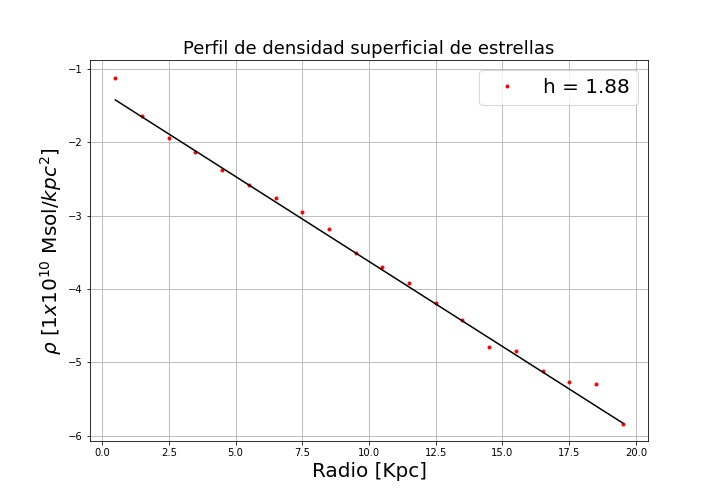 Perfil de densidad superficial de estrellas
h = 1.88
ρ [1x10¹⁰ Msol/kpc²]
−1
−2
−3
−4
−5
−6
0.0 2.5 5.0 7.5 10.0 12.5 15.0 17.5 20.0
Radio [Kpc]